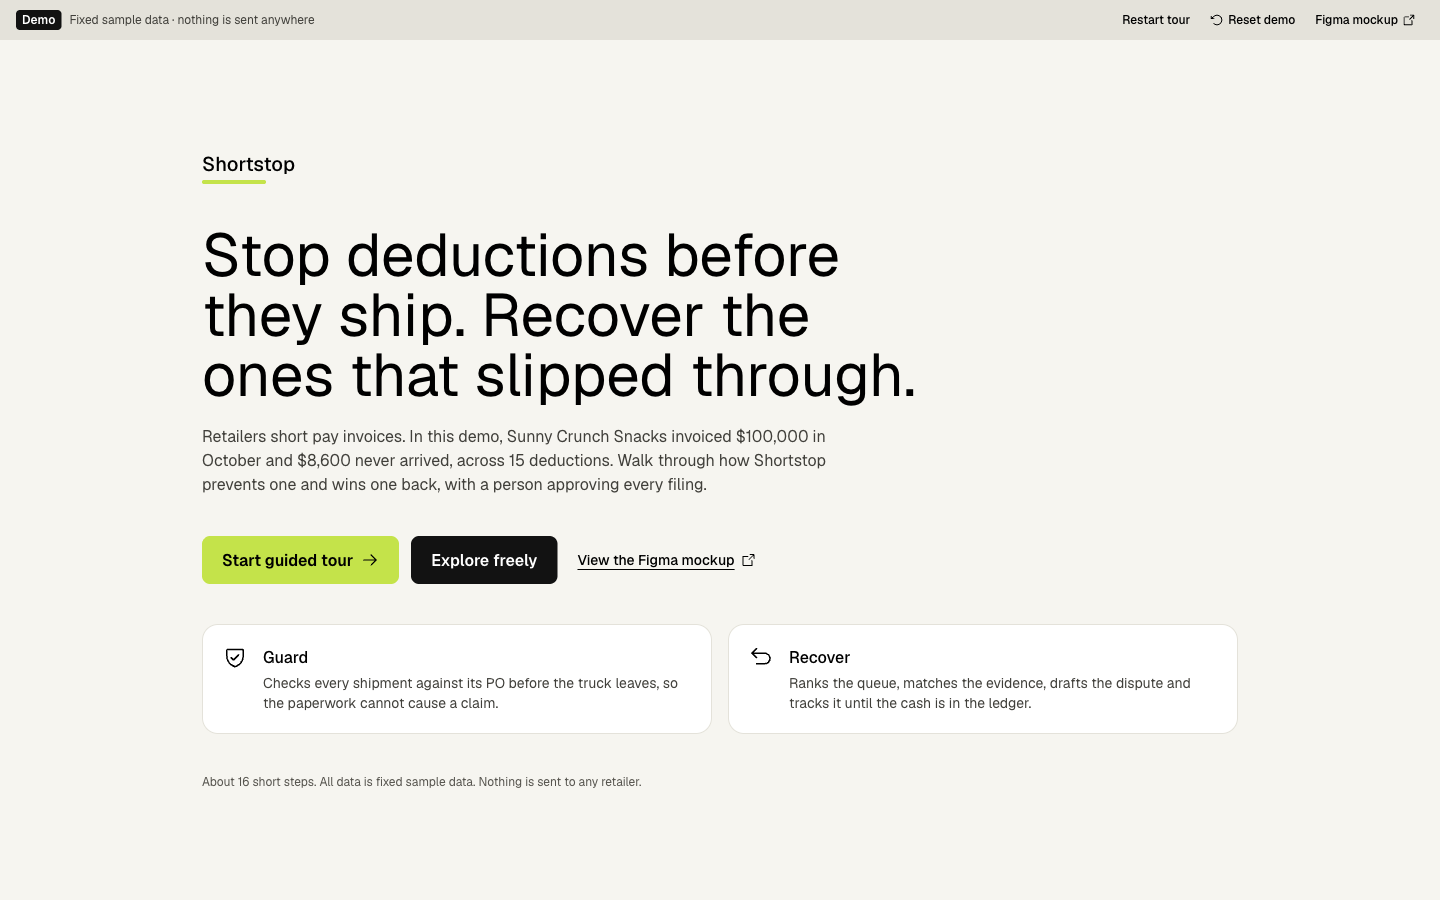 Demo Fixed sample data · nothing is sent anywhere Restart tour Reset demo Figma mockup
Shortstop
Stop deductions before
they ship. Recover the
ones that slipped through.
Retailers short pay invoices. In this demo, Sunny Crunch Snacks invoiced $100,000 in
October and $8,600 never arrived, across 15 deductions. Walk through how Shortstop
prevents one and wins one back, with a person approving every filing.
Start guided tour Explore freely View the Figma mockup
Guard
Checks every shipment against its PO before the truck leaves, so
the paperwork cannot cause a claim.
Recover
Ranks the queue, matches the evidence, drafts the dispute and
tracks it until the cash is in the ledger.
About 16 short steps. All data is fixed sample data. Nothing is sent to any retailer.